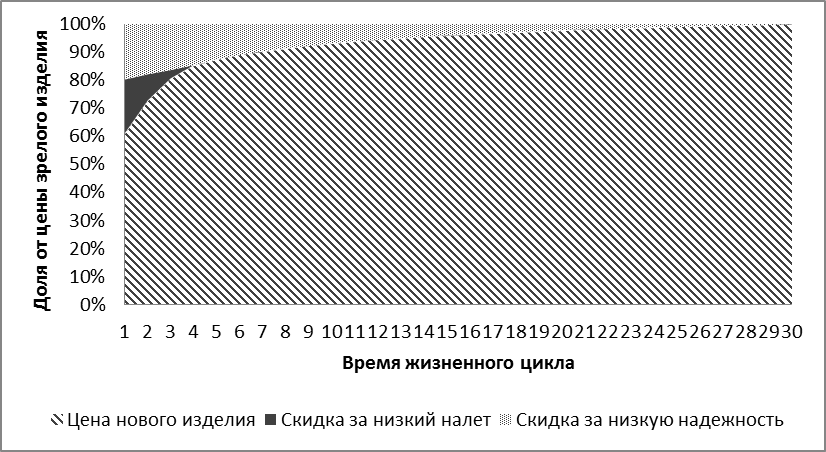 Доля от цены зрелого изделия
100%
90%
80%
70%
60%
50%
40%
30%
20%
10%
0%
1 2 3 4 5 6 7 8 9 10 11 12 13 14 15 16 17 18 19 20 21 22 23 24 25 26 27 28 29 30
Время жизненного цикла
Цена нового изделия Скидка за низкий налет Скидка за низкую надежность